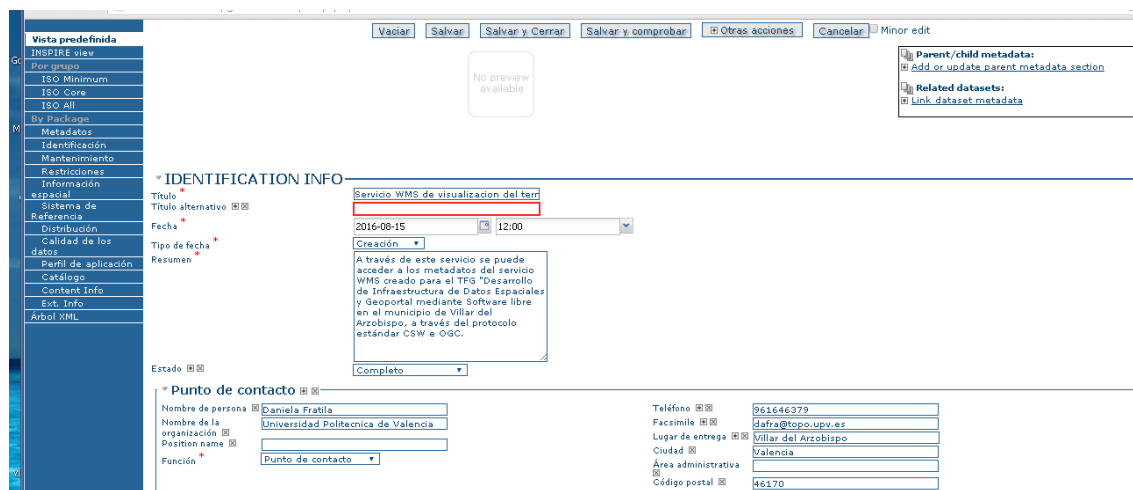 Vaciar Salvar Salvar y Cerrar Salvar y comprobar Otras acciones Cancelar Minor edit
Vista predefinida
INSPIRE view
Por grupo
ISO Minimum
ISO Core
ISO All
By Package
Metadatos
Identificación
Mantenimiento
Restricciones
Información
espacial
Sistema de
Referencia
Distribución
Calidad de los
datos
Perfil de aplicación
Catálogo
Content Info
Ext. Info
Árbol XML
No preview
available
Parent/child metadata:
Add or update parent metadata section
Related datasets:
Link dataset metadata
IDENTIFICATION INFO
Título * Servicio WMS de visualizacion del terr
Título alternativo
Fecha * 2016-08-15 12:00
Tipo de fecha * Creación
Resumen * A través de este servicio se puede
acceder a los metadatos del servicio
WMS creado para el TFG "Desarrollo
de Infraestructura de Datos Espaciales
y Geoportal mediante Software libre
en el municipio de Villar del
Arzobispo, a través del protocolo
estándar CSW e OGC.
Estado Completo
Punto de contacto
Nombre de persona Daniela Fratila
Nombre de la
organización Universidad Politecnica de Valencia
Position name
Función * Punto de contacto
Teléfono 961646379
Facsimile dafra@topo.upv.es
Lugar de entrega Villar del Arzobispo
Ciudad Valencia
Área administrativa
Código postal 46170